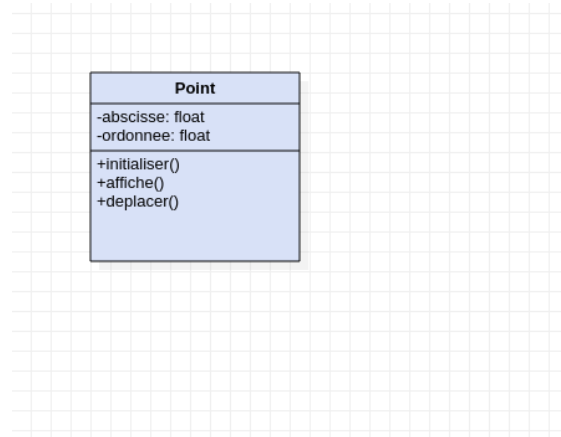 Point
-abscisse: float
-ordonnee: float
+initialiser()
+affiche()
+deplacer()